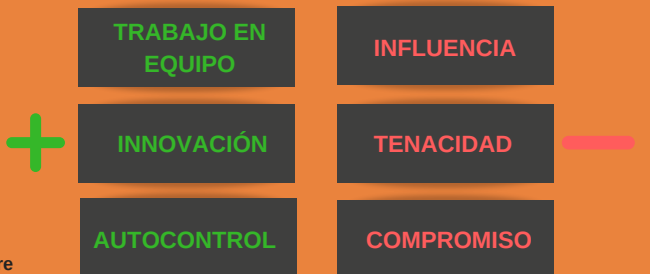 TRABAJO EN
EQUIPO
INFLUENCIA
INNOVACIÓN
TENACIDAD
AUTOCONTROL
COMPROMISO